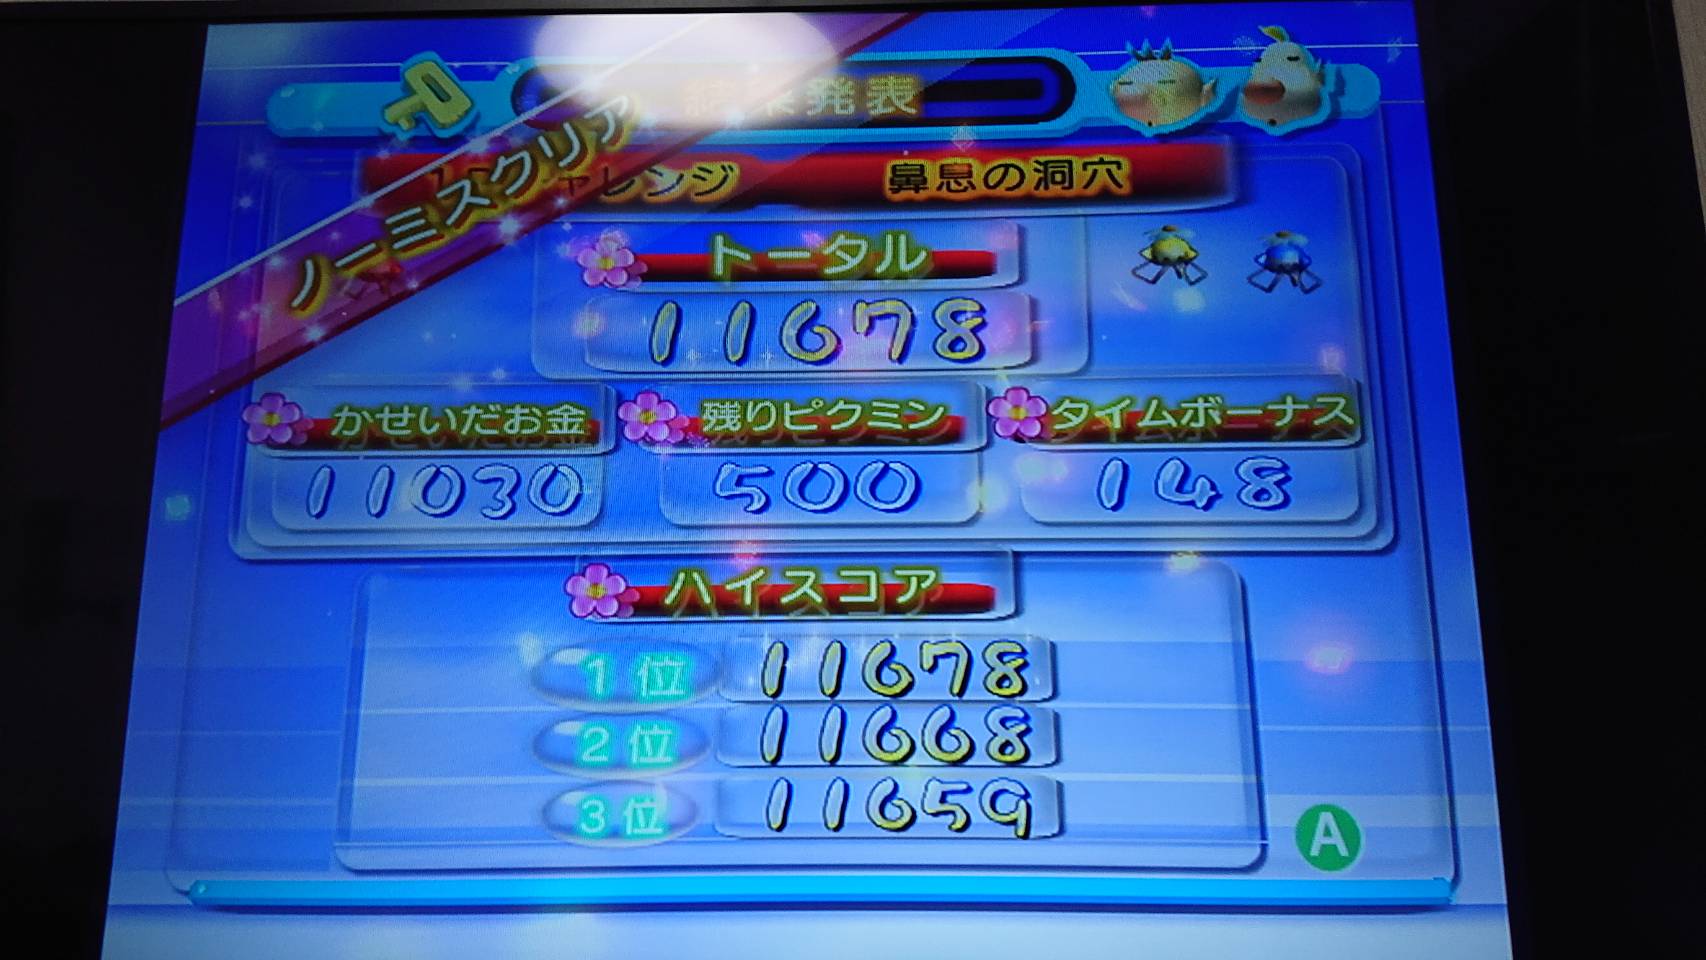 結果発表
ノーミスクリア
チャレンジ 鼻息の洞穴
トータル
11678
かせいだお金 残りピクミン タイムボーナス
11030 500 148
ハイスコア
1位 11678
2位 11668
3位 11659
A